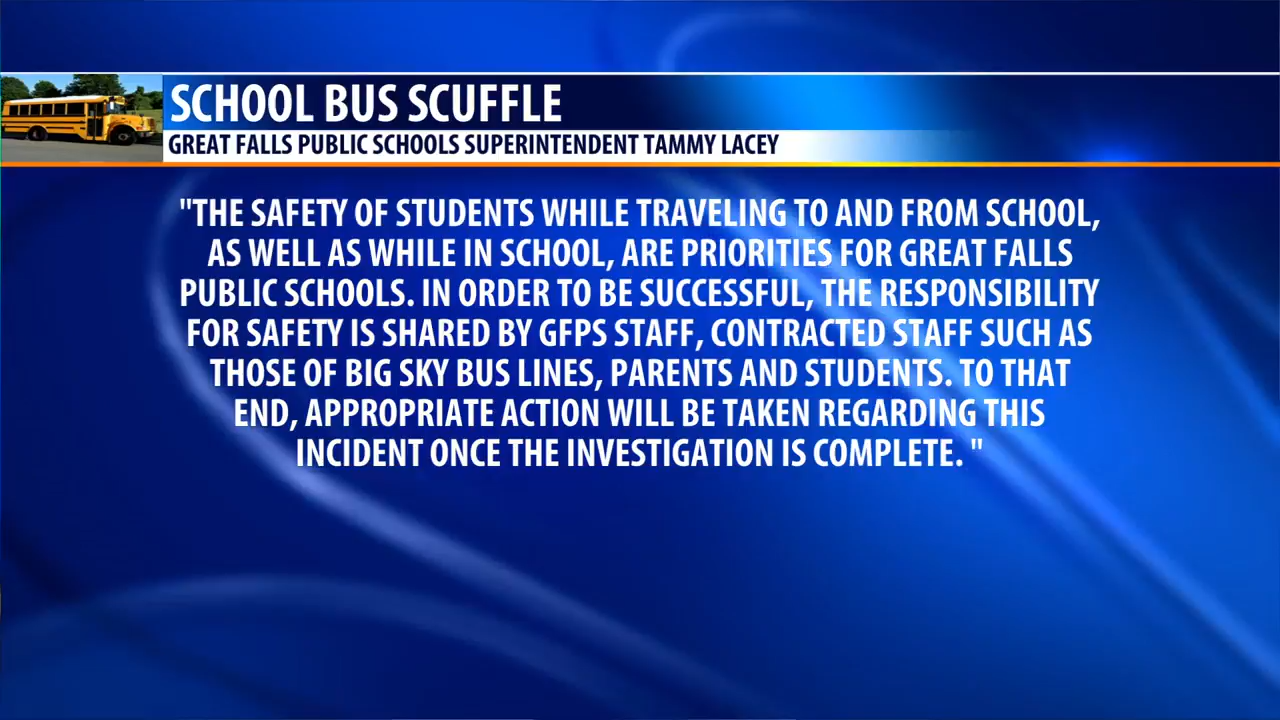 SCHOOL BUS SCUFFLE
GREAT FALLS PUBLIC SCHOOLS SUPERINTENDENT TAMMY LACEY
"THE SAFETY OF STUDENTS WHILE TRAVELING TO AND FROM SCHOOL,
AS WELL AS WHILE IN SCHOOL, ARE PRIORITIES FOR GREAT FALLS
PUBLIC SCHOOLS. IN ORDER TO BE SUCCESSFUL, THE RESPONSIBILITY
FOR SAFETY IS SHARED BY GFPS STAFF, CONTRACTED STAFF SUCH AS
THOSE OF BIG SKY BUS LINES, PARENTS AND STUDENTS. TO THAT
END, APPROPRIATE ACTION WILL BE TAKEN REGARDING THIS
INCIDENT ONCE THE INVESTIGATION IS COMPLETE. "